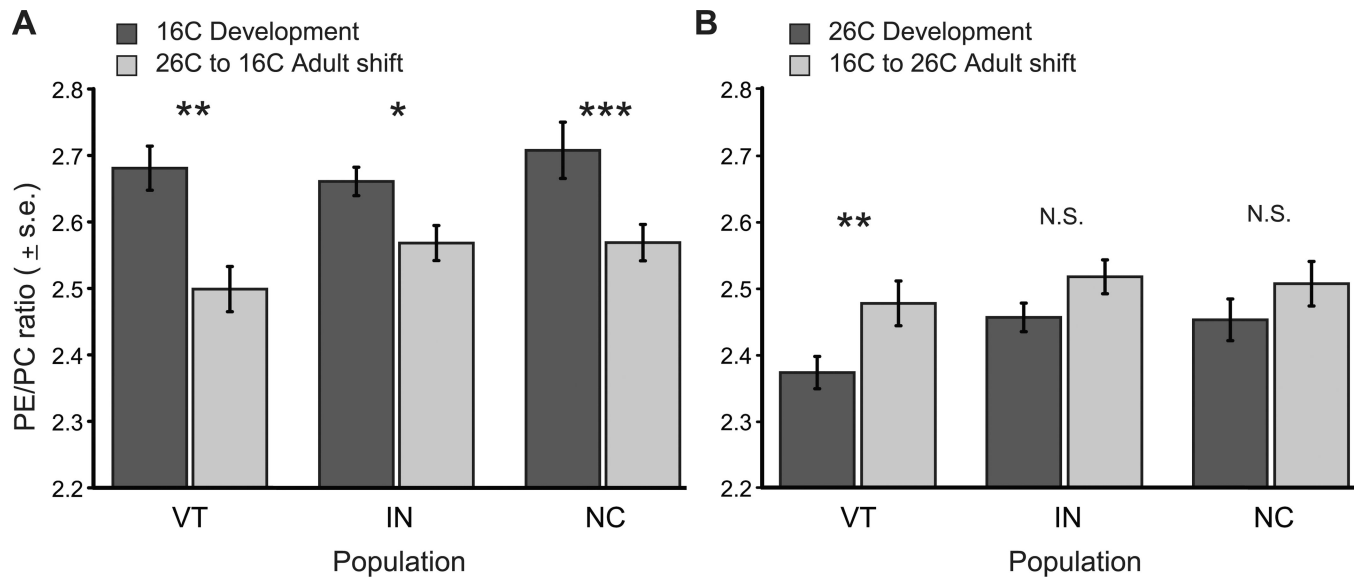 A
16C Development
26C to 16C Adult shift
PE/PC ratio ( ± s.e.)
2.8
2.7
2.6
2.5
2.4
2.3
2.2
**
*
***
VT
IN
NC
Population
B
26C Development
16C to 26C Adult shift
2.8
2.7
2.6
2.5
2.4
2.3
2.2
**
N.S.
N.S.
VT
IN
NC
Population